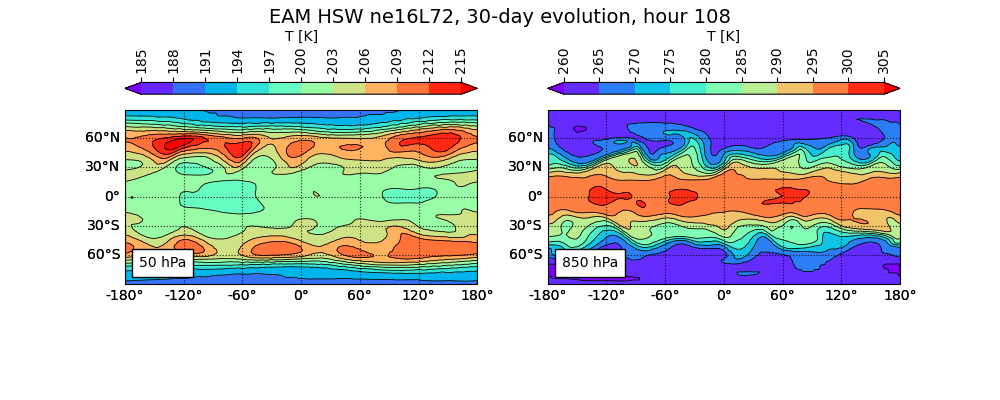 EAM HSW ne16L72, 30-day evolution, hour 108
T [K]
185 188 191 194 197 200 203 206 209 212 215
60°N
30°N
0°
30°S
60°S
50 hPa
-180° -120° -60° 0° 60° 120° 180°
T [K]
260 265 270 275 280 285 290 295 300 305
60°N
30°N
0°
30°S
60°S
850 hPa
-180° -120° -60° 0° 60° 120° 180°